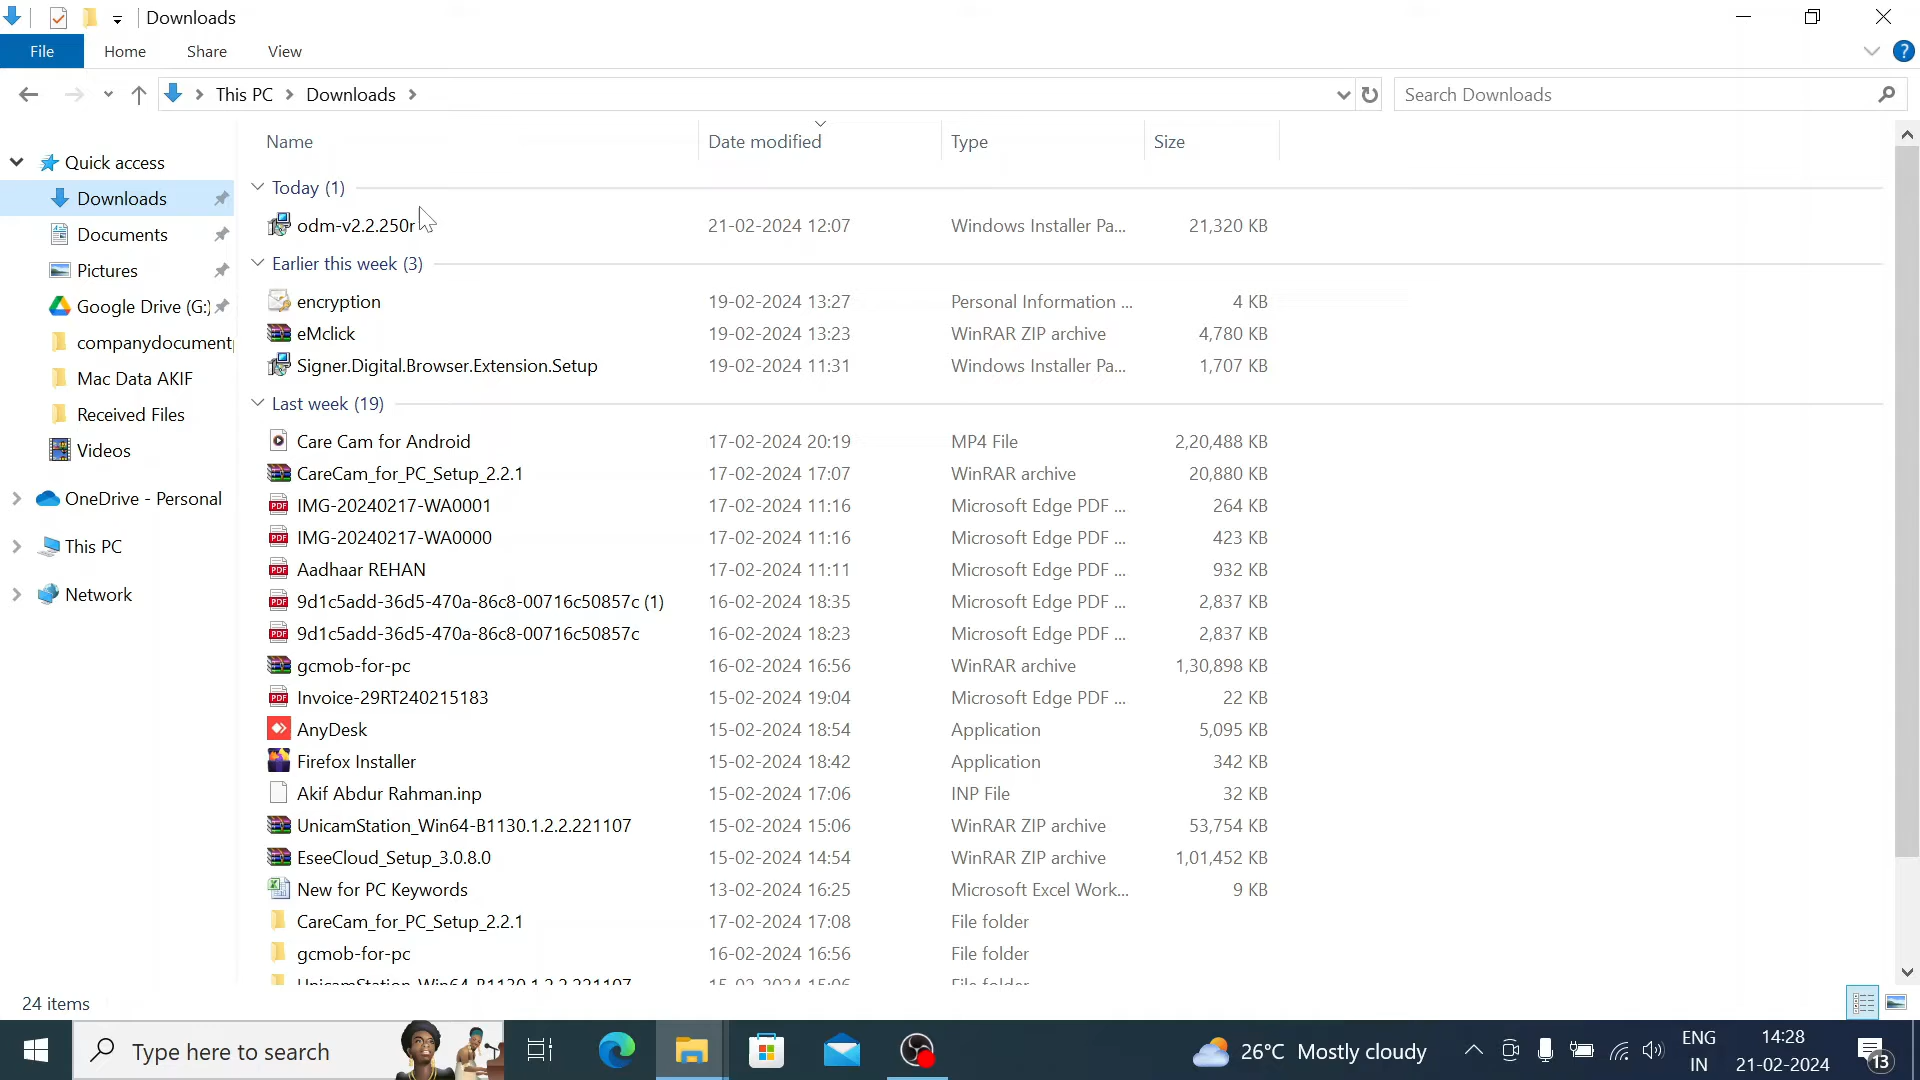 Downloads
File Home Share View
This PC Downloads
Search Downloads
Name Date modified Type Size
Quick access
Downloads
Documents
Pictures
Google Drive (G:)
companydocument
Mac Data AKIF
Received Files
Videos
OneDrive - Personal
This PC
Network
Today (1)
odm-v2.2.250r 21-02-2024 12:07 Windows Installer Pa... 21,320 KB
Earlier this week (3)
encryption 19-02-2024 13:27 Personal Information ... 4 KB
eMclick 19-02-2024 13:23 WinRAR ZIP archive 4,780 KB
Signer.Digital.Browser.Extension.Setup 19-02-2024 11:31 Windows Installer Pa... 1,707 KB
Last week (19)
Care Cam for Android 17-02-2024 20:19 MP4 File 2,20,488 KB
CareCam_for_PC_Setup_2.2.1 17-02-2024 17:07 WinRAR archive 20,880 KB
IMG-20240217-WA0001 17-02-2024 11:16 Microsoft Edge PDF ... 264 KB
IMG-20240217-WA0000 17-02-2024 11:16 Microsoft Edge PDF ... 423 KB
Aadhaar REHAN 17-02-2024 11:11 Microsoft Edge PDF ... 932 KB
9d1c5add-36d5-470a-86c8-00716c50857c (1) 16-02-2024 18:35 Microsoft Edge PDF ... 2,837 KB
9d1c5add-36d5-470a-86c8-00716c50857c 16-02-2024 18:23 Microsoft Edge PDF ... 2,837 KB
gcmob-for-pc 16-02-2024 16:56 WinRAR archive 1,30,898 KB
Invoice-29RT240215183 15-02-2024 19:04 Microsoft Edge PDF ... 22 KB
AnyDesk 15-02-2024 18:54 Application 5,095 KB
Firefox Installer 15-02-2024 18:42 Application 342 KB
Akif Abdur Rahman.inp 15-02-2024 17:06 INP File 32 KB
UnicamStation_Win64-B1130.1.2.2.221107 15-02-2024 15:06 WinRAR ZIP archive 53,754 KB
EseeCloud_Setup_3.0.8.0 15-02-2024 14:54 WinRAR ZIP archive 1,01,452 KB
New for PC Keywords 13-02-2024 16:25 Microsoft Excel Work... 9 KB
CareCam_for_PC_Setup_2.2.1 17-02-2024 17:08 File folder
gcmob-for-pc 16-02-2024 16:56 File folder
UnicamStation_Win64-B1130.1.2.2.221107 15-02-2024 15:06 File folder
24 items
Type here to search
26°C Mostly cloudy
ENG
IN
14:28
21-02-2024
13